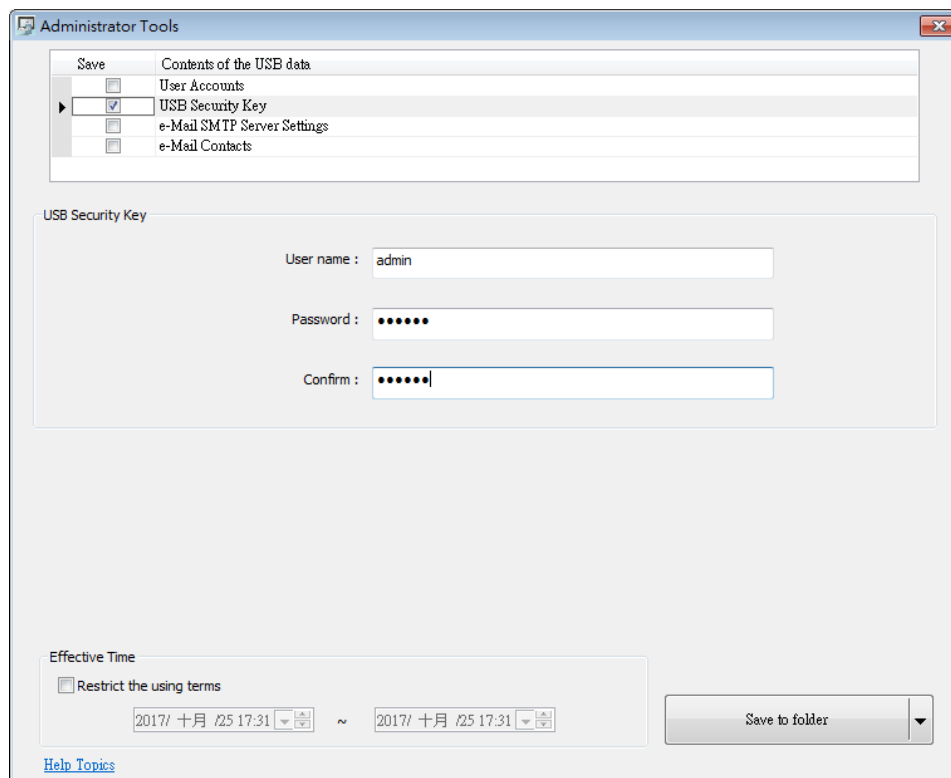 Administrator Tools
Save Contents of the USB data
User Accounts
USB Security Key
e-Mail SMTP Server Settings
e-Mail Contacts
USB Security Key
User name : admin
Password : ●●●●●●
Confirm : ●●●●●●
Effective Time
Restrict the using terms
2017/ 十月 /25 17:31 ~ 2017/ 十月 /25 17:31
Save to folder
Help Topics